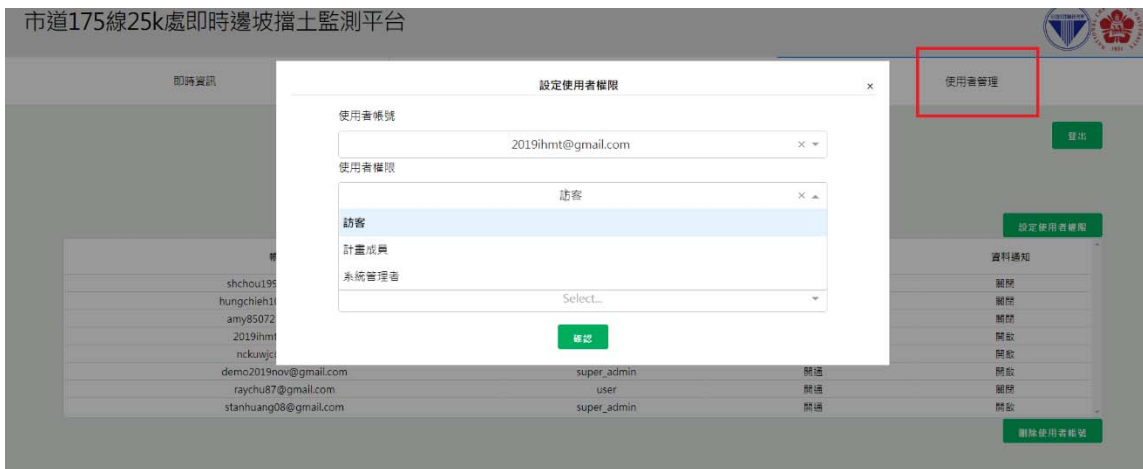 市道175線25k處即時邊坡擋土監測平台
即時資訊
設定使用者權限
×
使用者管理
使用者帳號
登出
2019ihmt@gmail.com
使用者權限
訪客
訪客
設定使用者權限
計畫成員
資料通知
系統管理者
shchou199
關閉
hungchieh10
Select...
關閉
amy85072
關閉
2019ihmt
確認
開啟
nckuwjc
開啟
demo2019nov@gmail.com super_admin 開通 開啟
raychu87@gmail.com user 開通 關閉
stanhuang08@gmail.com super_admin 開通 開啟
刪除使用者帳號